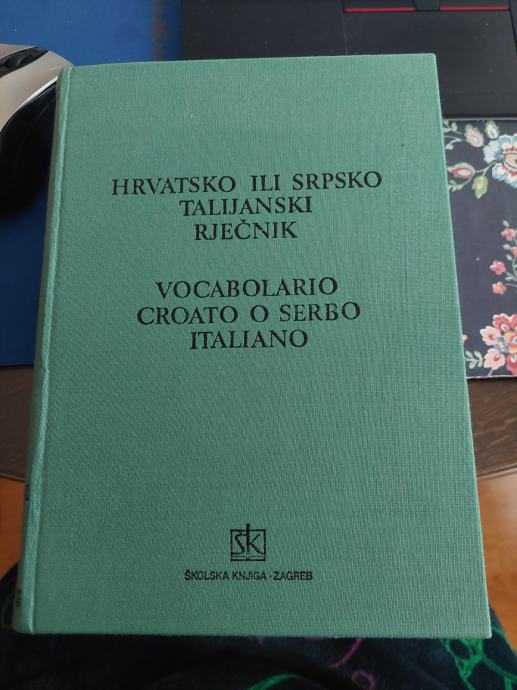 HRVATSKO ILI SRPSKO
TALIJANSKI
RJEČNIK
VOCABOLARIO
CROATO O SERBO
ITALIANO
ŠK
ŠKOLSKA KNJIGA · ZAGREB